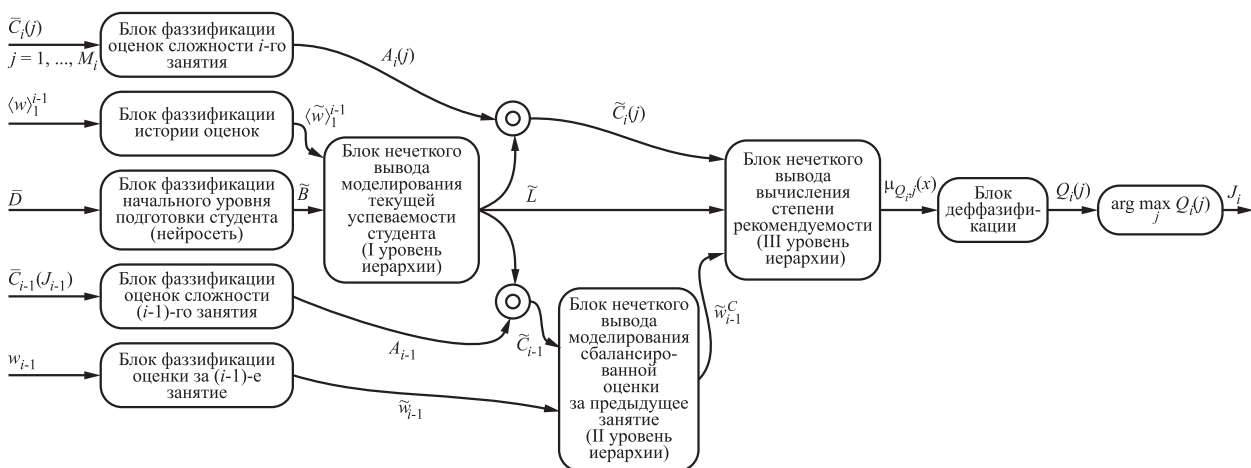 C̅ᵢ(j)
j = 1, ..., Mᵢ
Блок фаззификации
оценок сложности i-го
занятия
Aᵢ(j)
⟨w⟩₁ⁱ⁻¹
Блок фаззификации
истории оценок
⟨w̃⟩₁ⁱ⁻¹
D̅
Блок фаззификации
начального уровня
подготовки студента
(нейросеть)
B̃
Блок нечеткого
вывода
моделирования
текущей
успеваемости
студента
(I уровень
иерархии)
C̃ᵢ(j)
L̃
C̅ᵢ₋₁(Jᵢ₋₁)
Блок фаззификации
оценок сложности
(i-1)-го занятия
Aᵢ₋₁
C̃ᵢ₋₁
wᵢ₋₁
Блок фаззификации
оценки за (i-1)-е
занятие
w̃ᵢ₋₁
Блок нечеткого
вывода
моделирования
сбалансиро-
ванной
оценки
за предыдущее
занятие
(II уровень
иерархии)
w̃ᵢ₋₁ᶜ
Блок нечеткого
вывода
вычисления
степени
рекомендуемости
(III уровень
иерархии)
μ_{Qᵢ,j}(x)
Блок
деффазифи-
кации
Qᵢ(j)
arg max Qᵢ(j)
j
Jᵢ